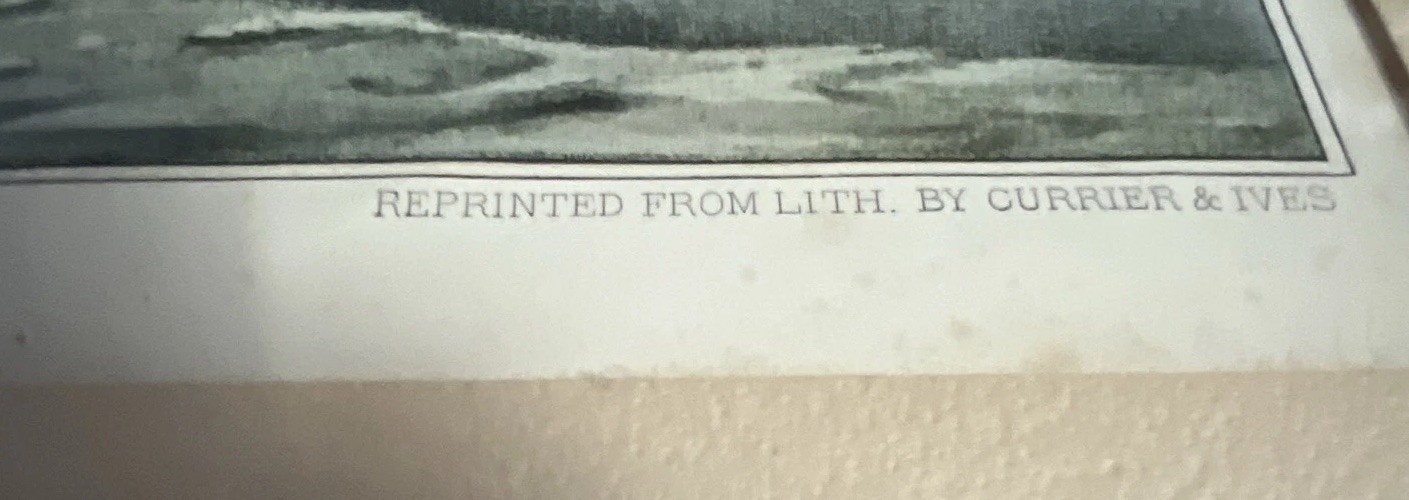 REPRINTED FROM LITH. BY CURRIER & IVES